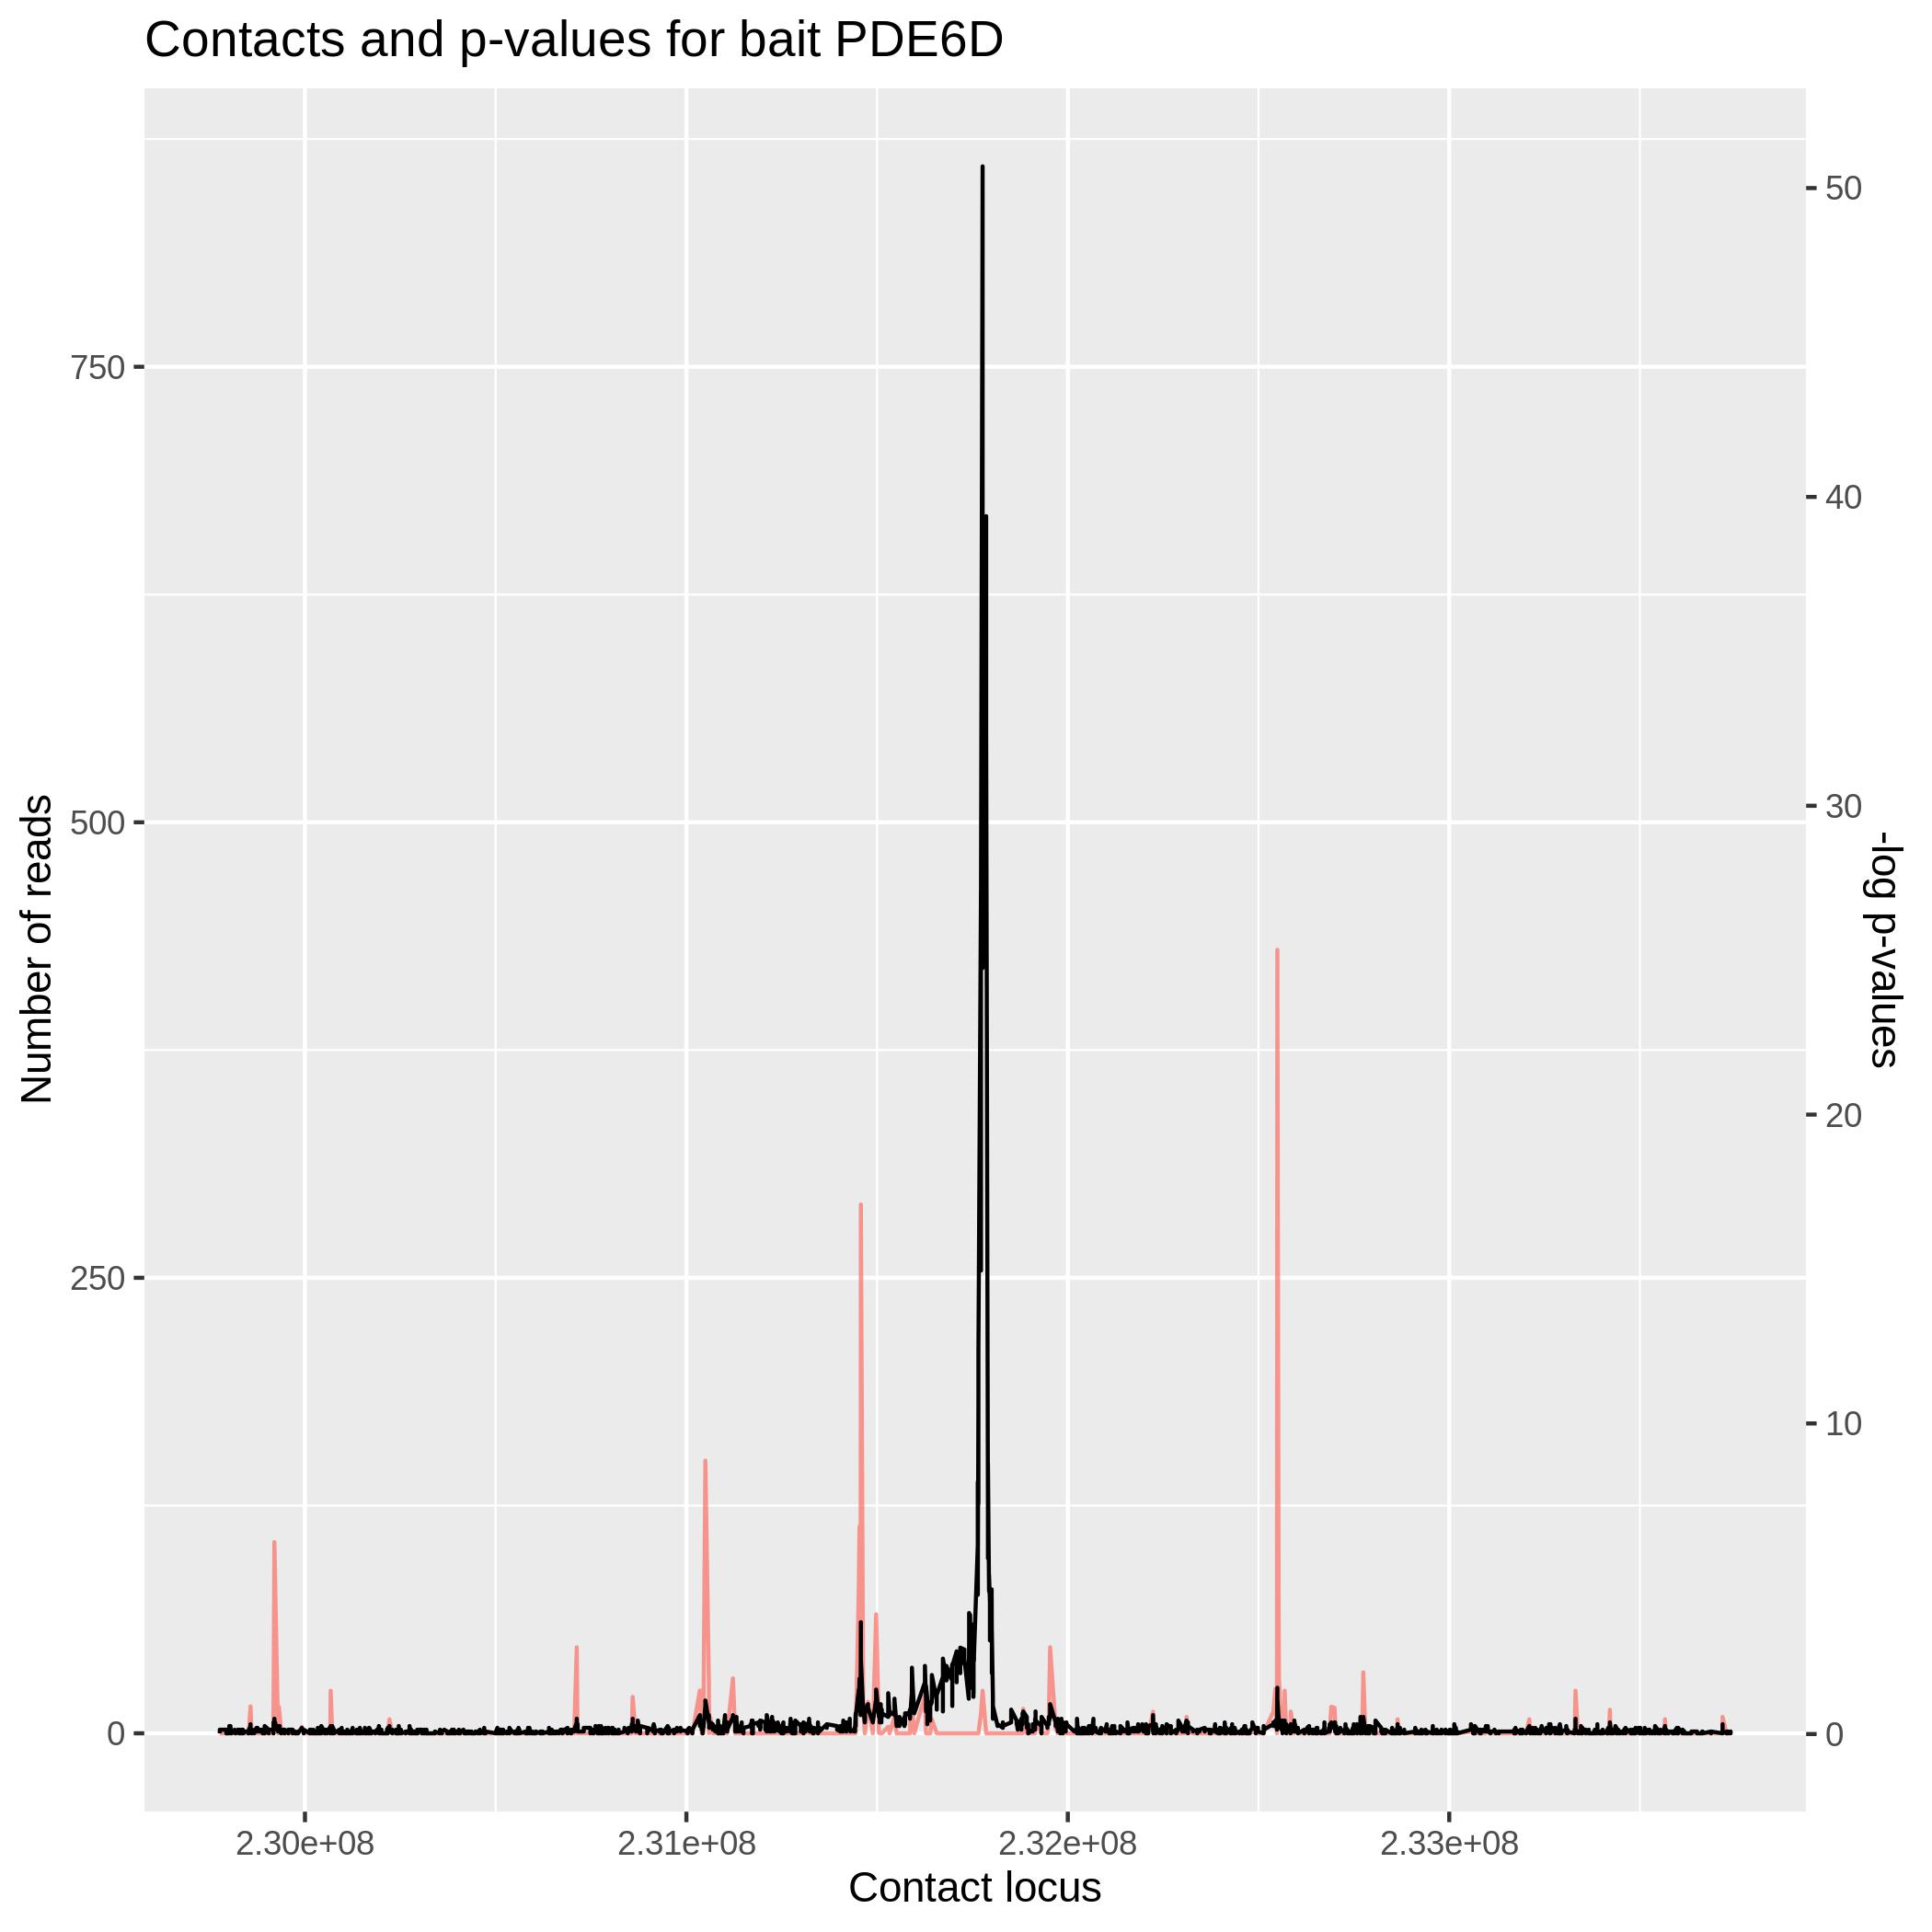 Contacts and p-values for bait PDE6D
Number of reads
750
500
250
0
50
40
30
20
10
0
-log p-values
2.30e+08 2.31e+08 2.32e+08 2.33e+08
Contact locus